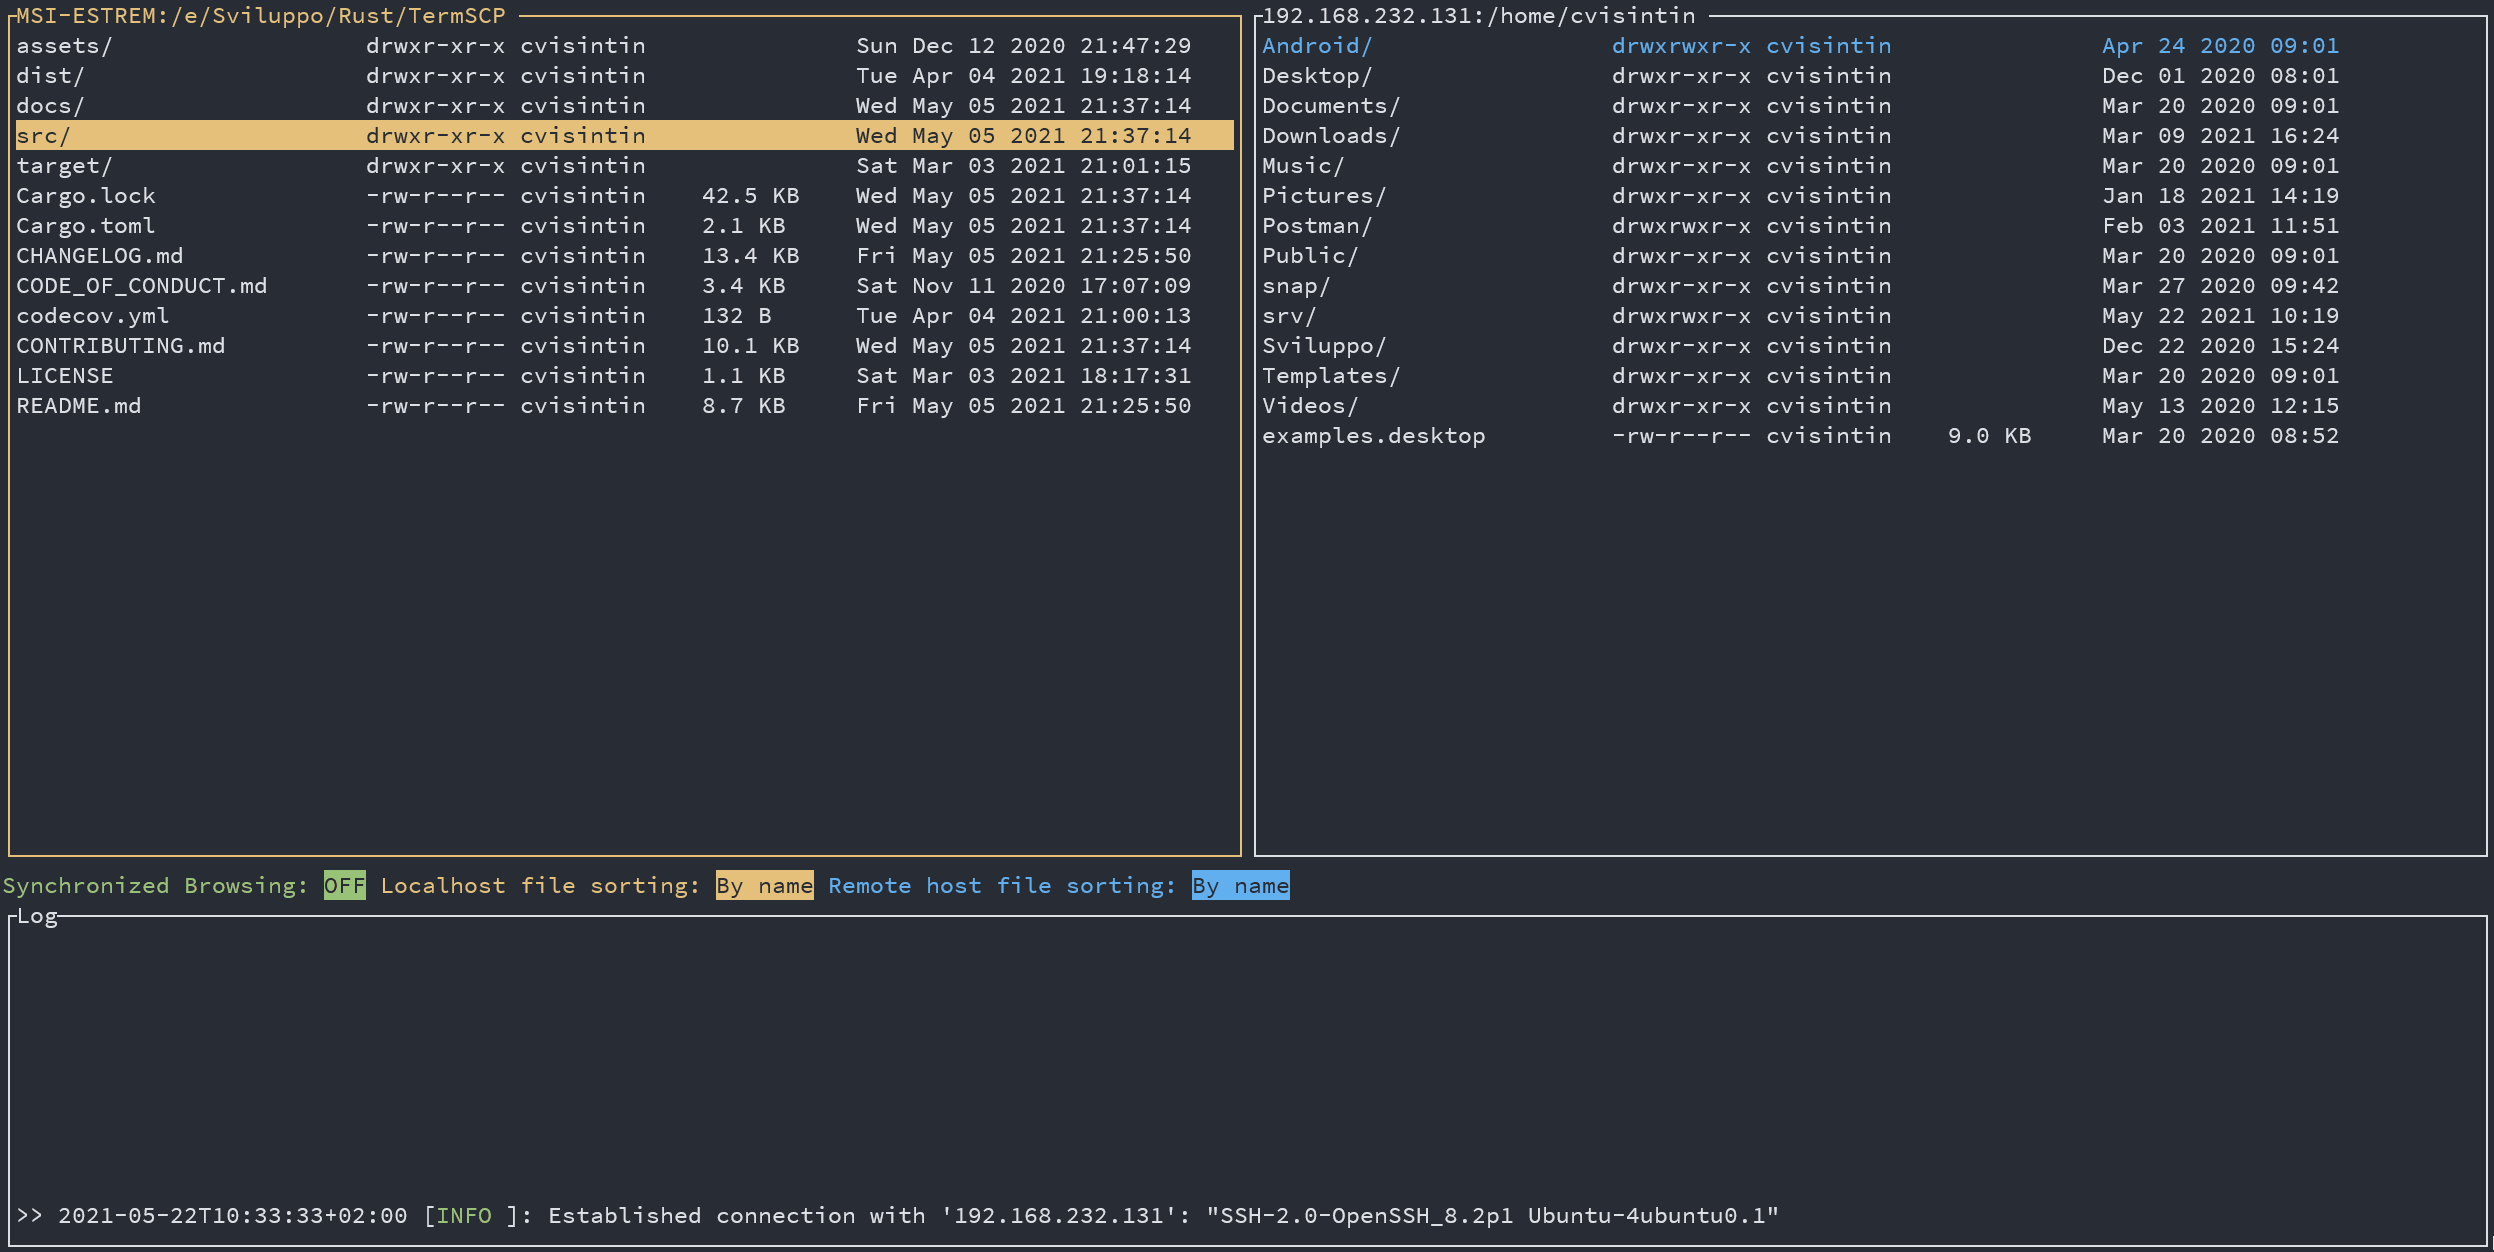 MSI-ESTREM:/e/Sviluppo/Rust/TermSCP
assets/ drwxr-xr-x cvisintin Sun Dec 12 2020 21:47:29
dist/ drwxr-xr-x cvisintin Tue Apr 04 2021 19:18:14
docs/ drwxr-xr-x cvisintin Wed May 05 2021 21:37:14
src/ drwxr-xr-x cvisintin Wed May 05 2021 21:37:14
target/ drwxr-xr-x cvisintin Sat Mar 03 2021 21:01:15
Cargo.lock -rw-r--r-- cvisintin 42.5 KB Wed May 05 2021 21:37:14
Cargo.toml -rw-r--r-- cvisintin 2.1 KB Wed May 05 2021 21:37:14
CHANGELOG.md -rw-r--r-- cvisintin 13.4 KB Fri May 05 2021 21:25:50
CODE_OF_CONDUCT.md -rw-r--r-- cvisintin 3.4 KB Sat Nov 11 2020 17:07:09
codecov.yml -rw-r--r-- cvisintin 132 B Tue Apr 04 2021 21:00:13
CONTRIBUTING.md -rw-r--r-- cvisintin 10.1 KB Wed May 05 2021 21:37:14
LICENSE -rw-r--r-- cvisintin 1.1 KB Sat Mar 03 2021 18:17:31
README.md -rw-r--r-- cvisintin 8.7 KB Fri May 05 2021 21:25:50
192.168.232.131:/home/cvisintin
Android/ drwxrwxr-x cvisintin Apr 24 2020 09:01
Desktop/ drwxr-xr-x cvisintin Dec 01 2020 08:01
Documents/ drwxr-xr-x cvisintin Mar 20 2020 09:01
Downloads/ drwxr-xr-x cvisintin Mar 09 2021 16:24
Music/ drwxr-xr-x cvisintin Mar 20 2020 09:01
Pictures/ drwxr-xr-x cvisintin Jan 18 2021 14:19
Postman/ drwxrwxr-x cvisintin Feb 03 2021 11:51
Public/ drwxr-xr-x cvisintin Mar 20 2020 09:01
snap/ drwxr-xr-x cvisintin Mar 27 2020 09:42
srv/ drwxrwxr-x cvisintin May 22 2021 10:19
Sviluppo/ drwxr-xr-x cvisintin Dec 22 2020 15:24
Templates/ drwxr-xr-x cvisintin Mar 20 2020 09:01
Videos/ drwxr-xr-x cvisintin May 13 2020 12:15
examples.desktop -rw-r--r-- cvisintin 9.0 KB Mar 20 2020 08:52
Synchronized Browsing: OFF Localhost file sorting: By name Remote host file sorting: By name
Log
>> 2021-05-22T10:33:33+02:00 [INFO ]: Established connection with '192.168.232.131': "SSH-2.0-OpenSSH_8.2p1 Ubuntu-4ubuntu0.1"